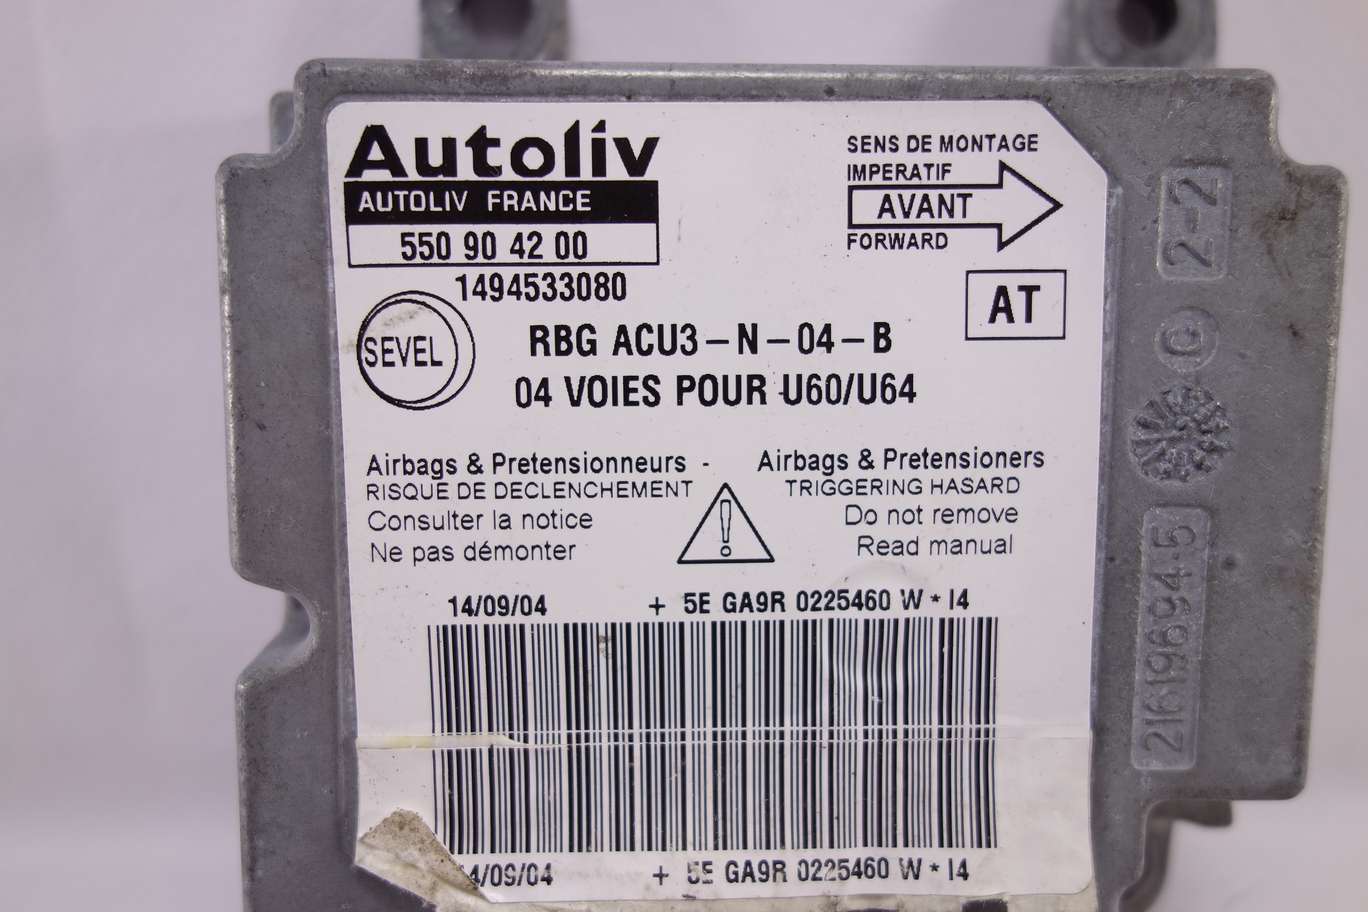 Autoliv
AUTOLIV FRANCE
550 90 42 00
1494533080
SENS DE MONTAGE
IMPERATIF
AVANT
FORWARD
AT
SEVEL
RBG ACU3-N-04-B
04 VOIES POUR U60/U64
Airbags & Pretensionneurs -
RISQUE DE DECLENCHEMENT
Consulter la notice
Ne pas démonter
Airbags & Pretensioners
TRIGGERING HASARD
Do not remove
Read manual
14/09/04 + 5E GA9R 0225460 W * I4
14/09/04 + 5E GA9R 0225460 W * I4
2-2
C
21619694.5